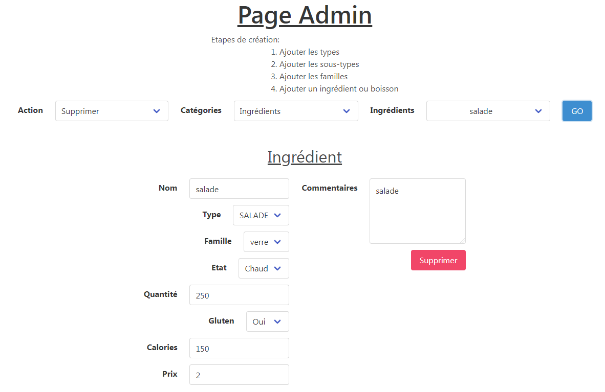 Page Admin
Etapes de création:
1. Ajouter les types
2. Ajouter les sous-types
3. Ajouter les familles
4. Ajouter un ingrédient ou boisson
Action Supprimer Catégories Ingrédients Ingrédients salade GO
Ingrédient
Nom salade Commentaires salade
Type SALADE
Famille verre
Supprimer
Etat Chaud
Quantité 250
Gluten Oui
Calories 150
Prix 2